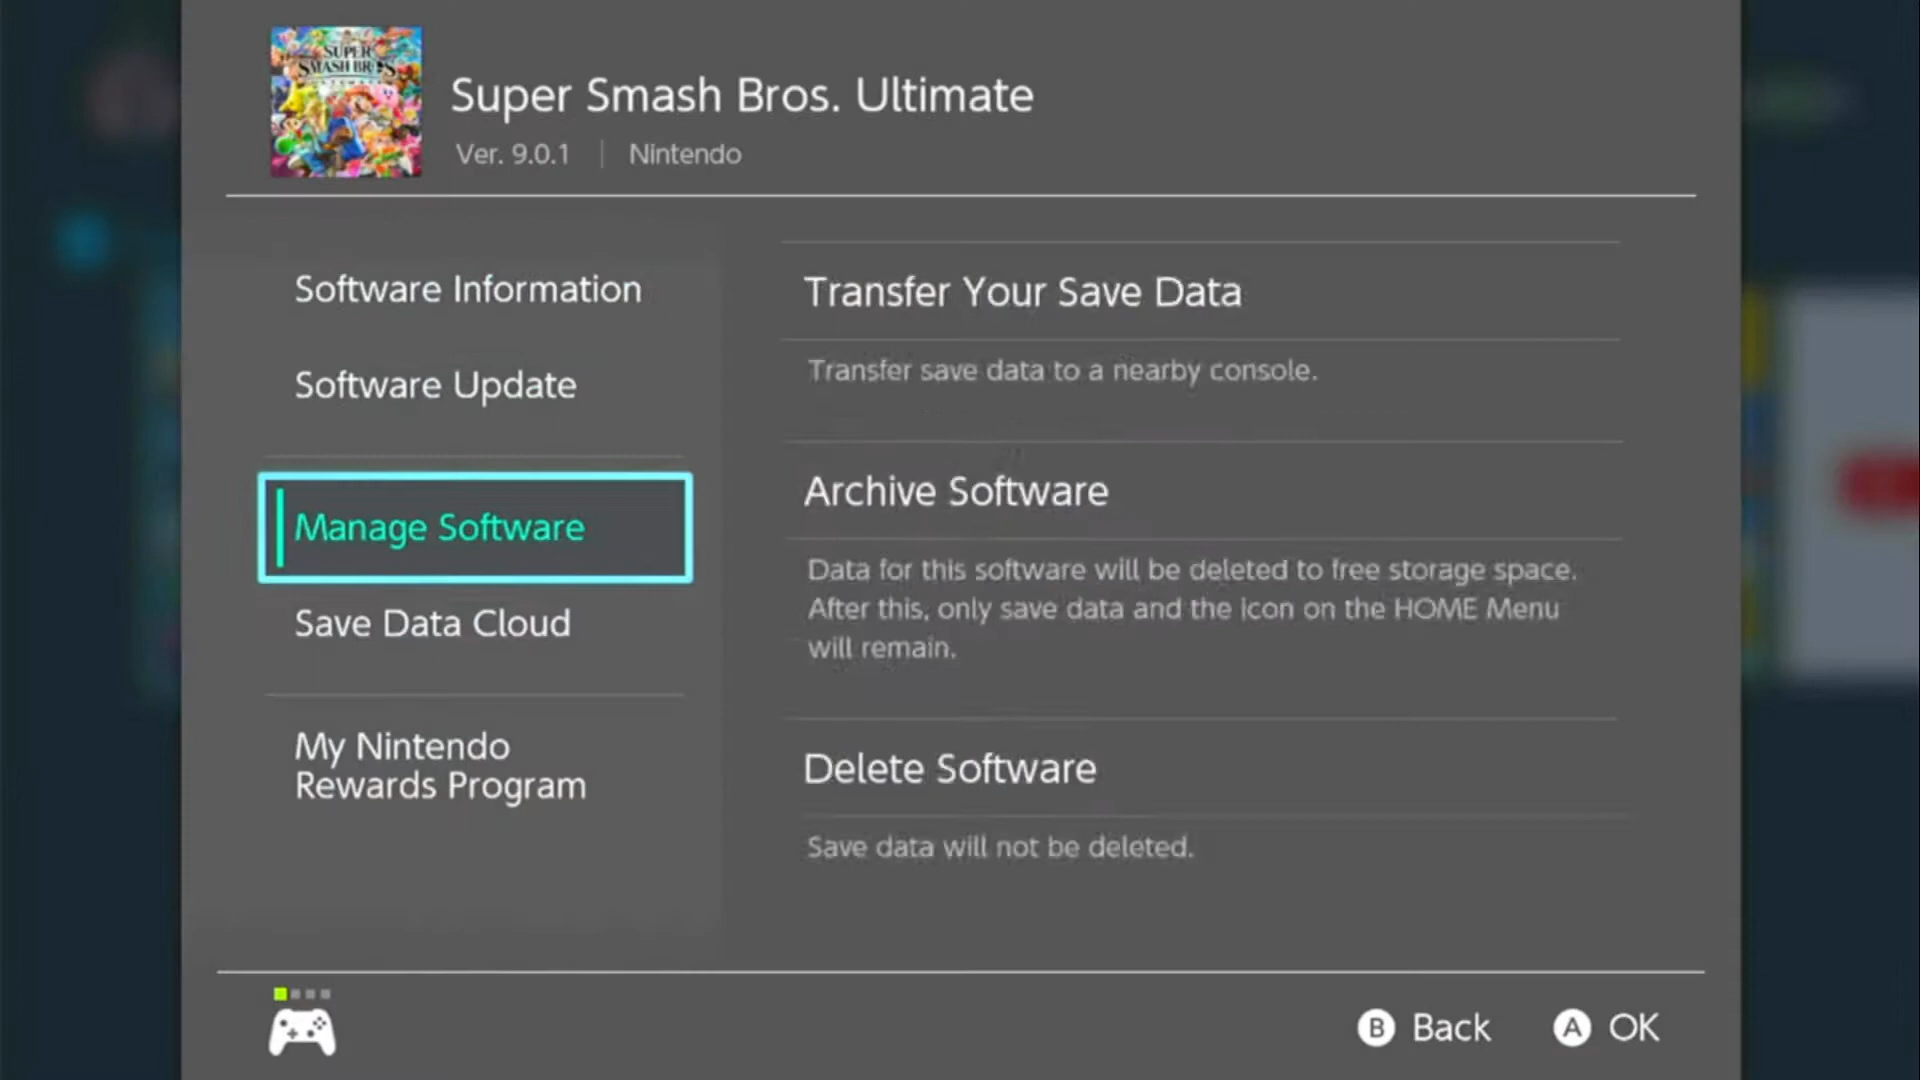 SUPER
SMASH BROS.
ULTIMATE
Super Smash Bros. Ultimate
Ver. 9.0.1 | Nintendo
Software Information
Software Update
Manage Software
Save Data Cloud
My Nintendo
Rewards Program
Transfer Your Save Data
Transfer save data to a nearby console.
Archive Software
Data for this software will be deleted to free storage space.
After this, only save data and the icon on the HOME Menu
will remain.
Delete Software
Save data will not be deleted.
B Back
A OK